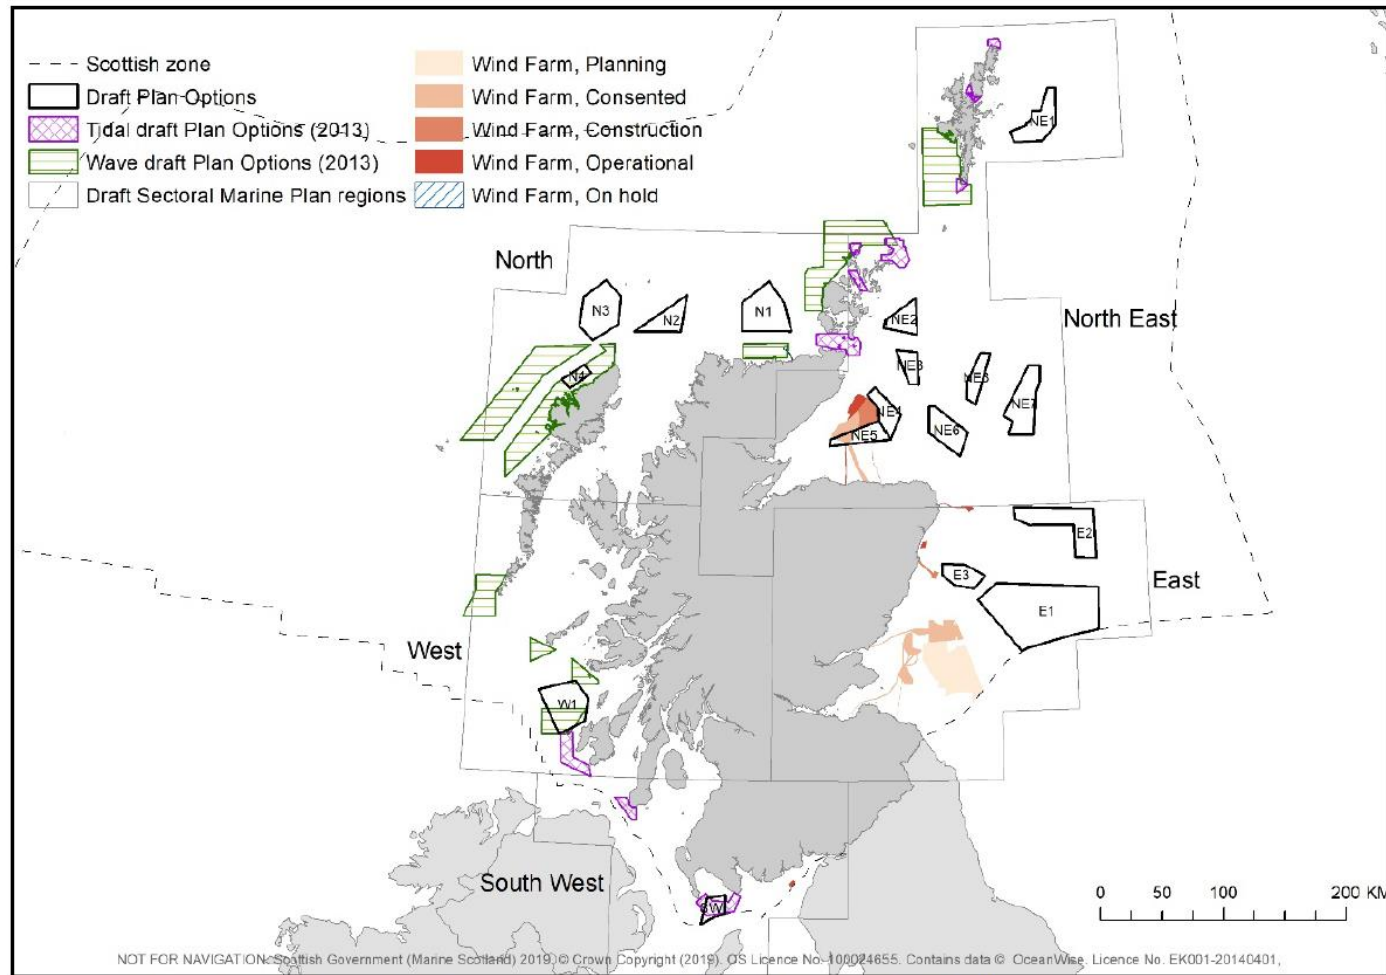 Scottish zone
Draft Plan Options
Tidal draft Plan Options (2013)
Wave draft Plan Options (2013)
Draft Sectoral Marine Plan regions
Wind Farm, Planning
Wind Farm, Consented
Wind Farm, Construction
Wind Farm, Operational
Wind Farm, On hold
NE1
North
N3
N2
N1
NE2
North East
NE3
N4
NE8
NE7
NE4
NE5
NE6
E2
E3
East
E1
West
W1
South West
SW
0 50 100 200 KM
NOT FOR NAVIGATION. Scottish Government (Marine Scotland) 2019, © Crown Copyright (2019). OS Licence No. 100024655. Contains data © OceanWise. Licence No. EK001-20140401,